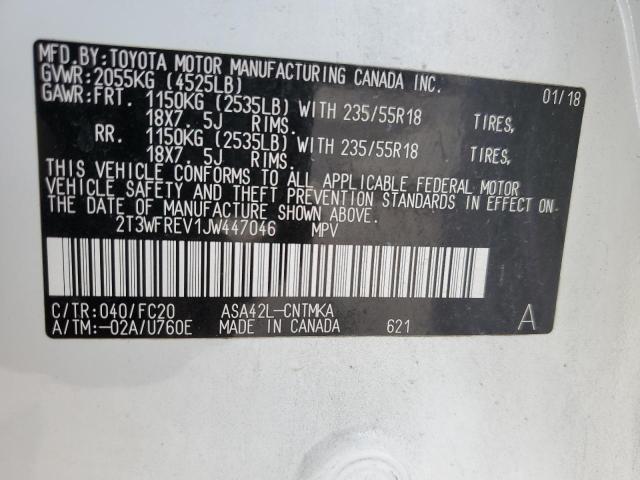 MFD.BY:TOYOTA MOTOR MANUFACTURING CANADA INC.
GVWR:2055KG (4525LB) 01/18
GAWR:FRT. 1150KG (2535LB) WITH 235/55R18 TIRES,
18X7. 5J RIMS.
RR. 1150KG (2535LB) WITH 235/55R18 TIRES,
18X7. 5J RIMS.
THIS VEHICLE CONFORMS TO ALL APPLICABLE FEDERAL MOTOR
VEHICLE SAFETY AND THEFT PREVENTION STANDARDS IN EFFECT ON
THE DATE OF MANUFACTURE SHOWN ABOVE.
2T3WFREV1JW447046 MPV
C/TR:040/FC20 ASA42L-CNTMKA
A/TM:-02A/U760E MADE IN CANADA 621 A